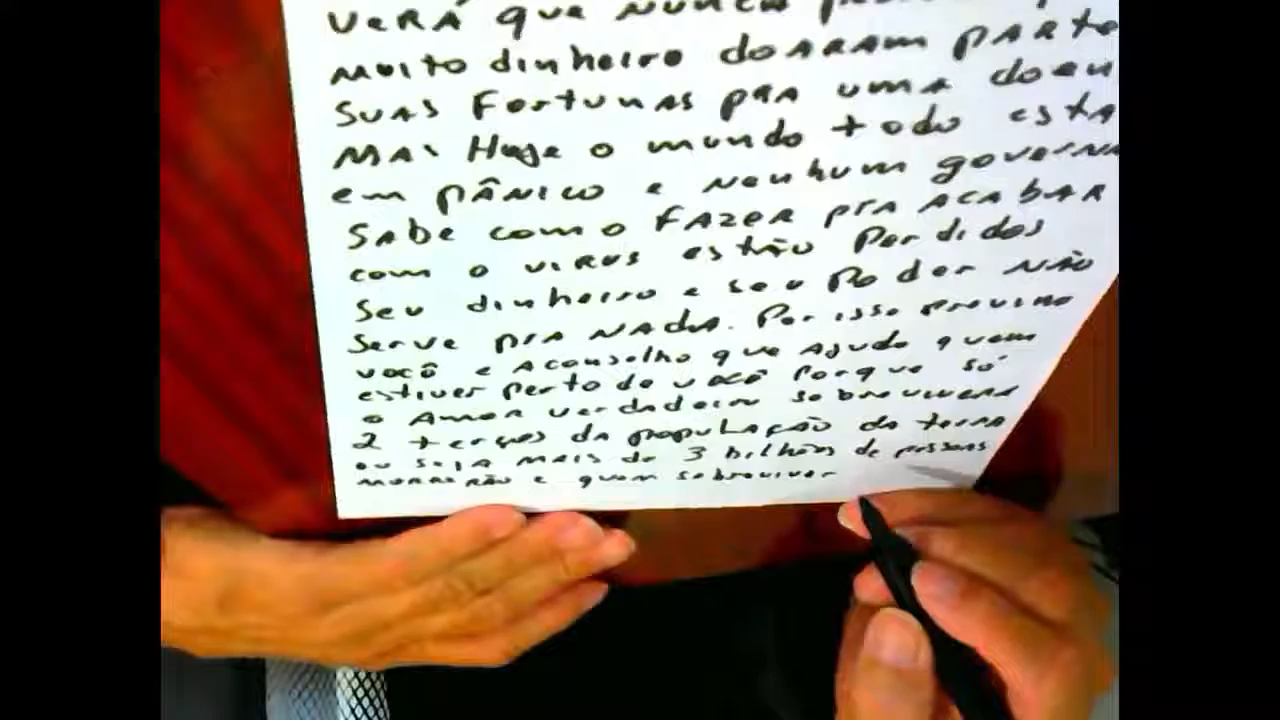 VERÁ que NUNCA
MUITO dinheiro doARAM PARTE
SUAS FORTUNAS PRA UMA doen
MAS Hoje o mundo todo estA
em pÂNICO e NeNhum goverNA
SABe como FAZER PRA ACABAR
com o VIRUS estão Perdidos
Seu dinheiro e seu Poder NÃO
Serve PRA NAdA. Por isso previno
você e AcoNselho que Ajude quem
estiver perto de você Porque só
o AmoR verdadeiro sobreviverá
2 terços da população da terra
ou seja mais de 3 bilhões de pessoas
morrerão e quem sobreviver